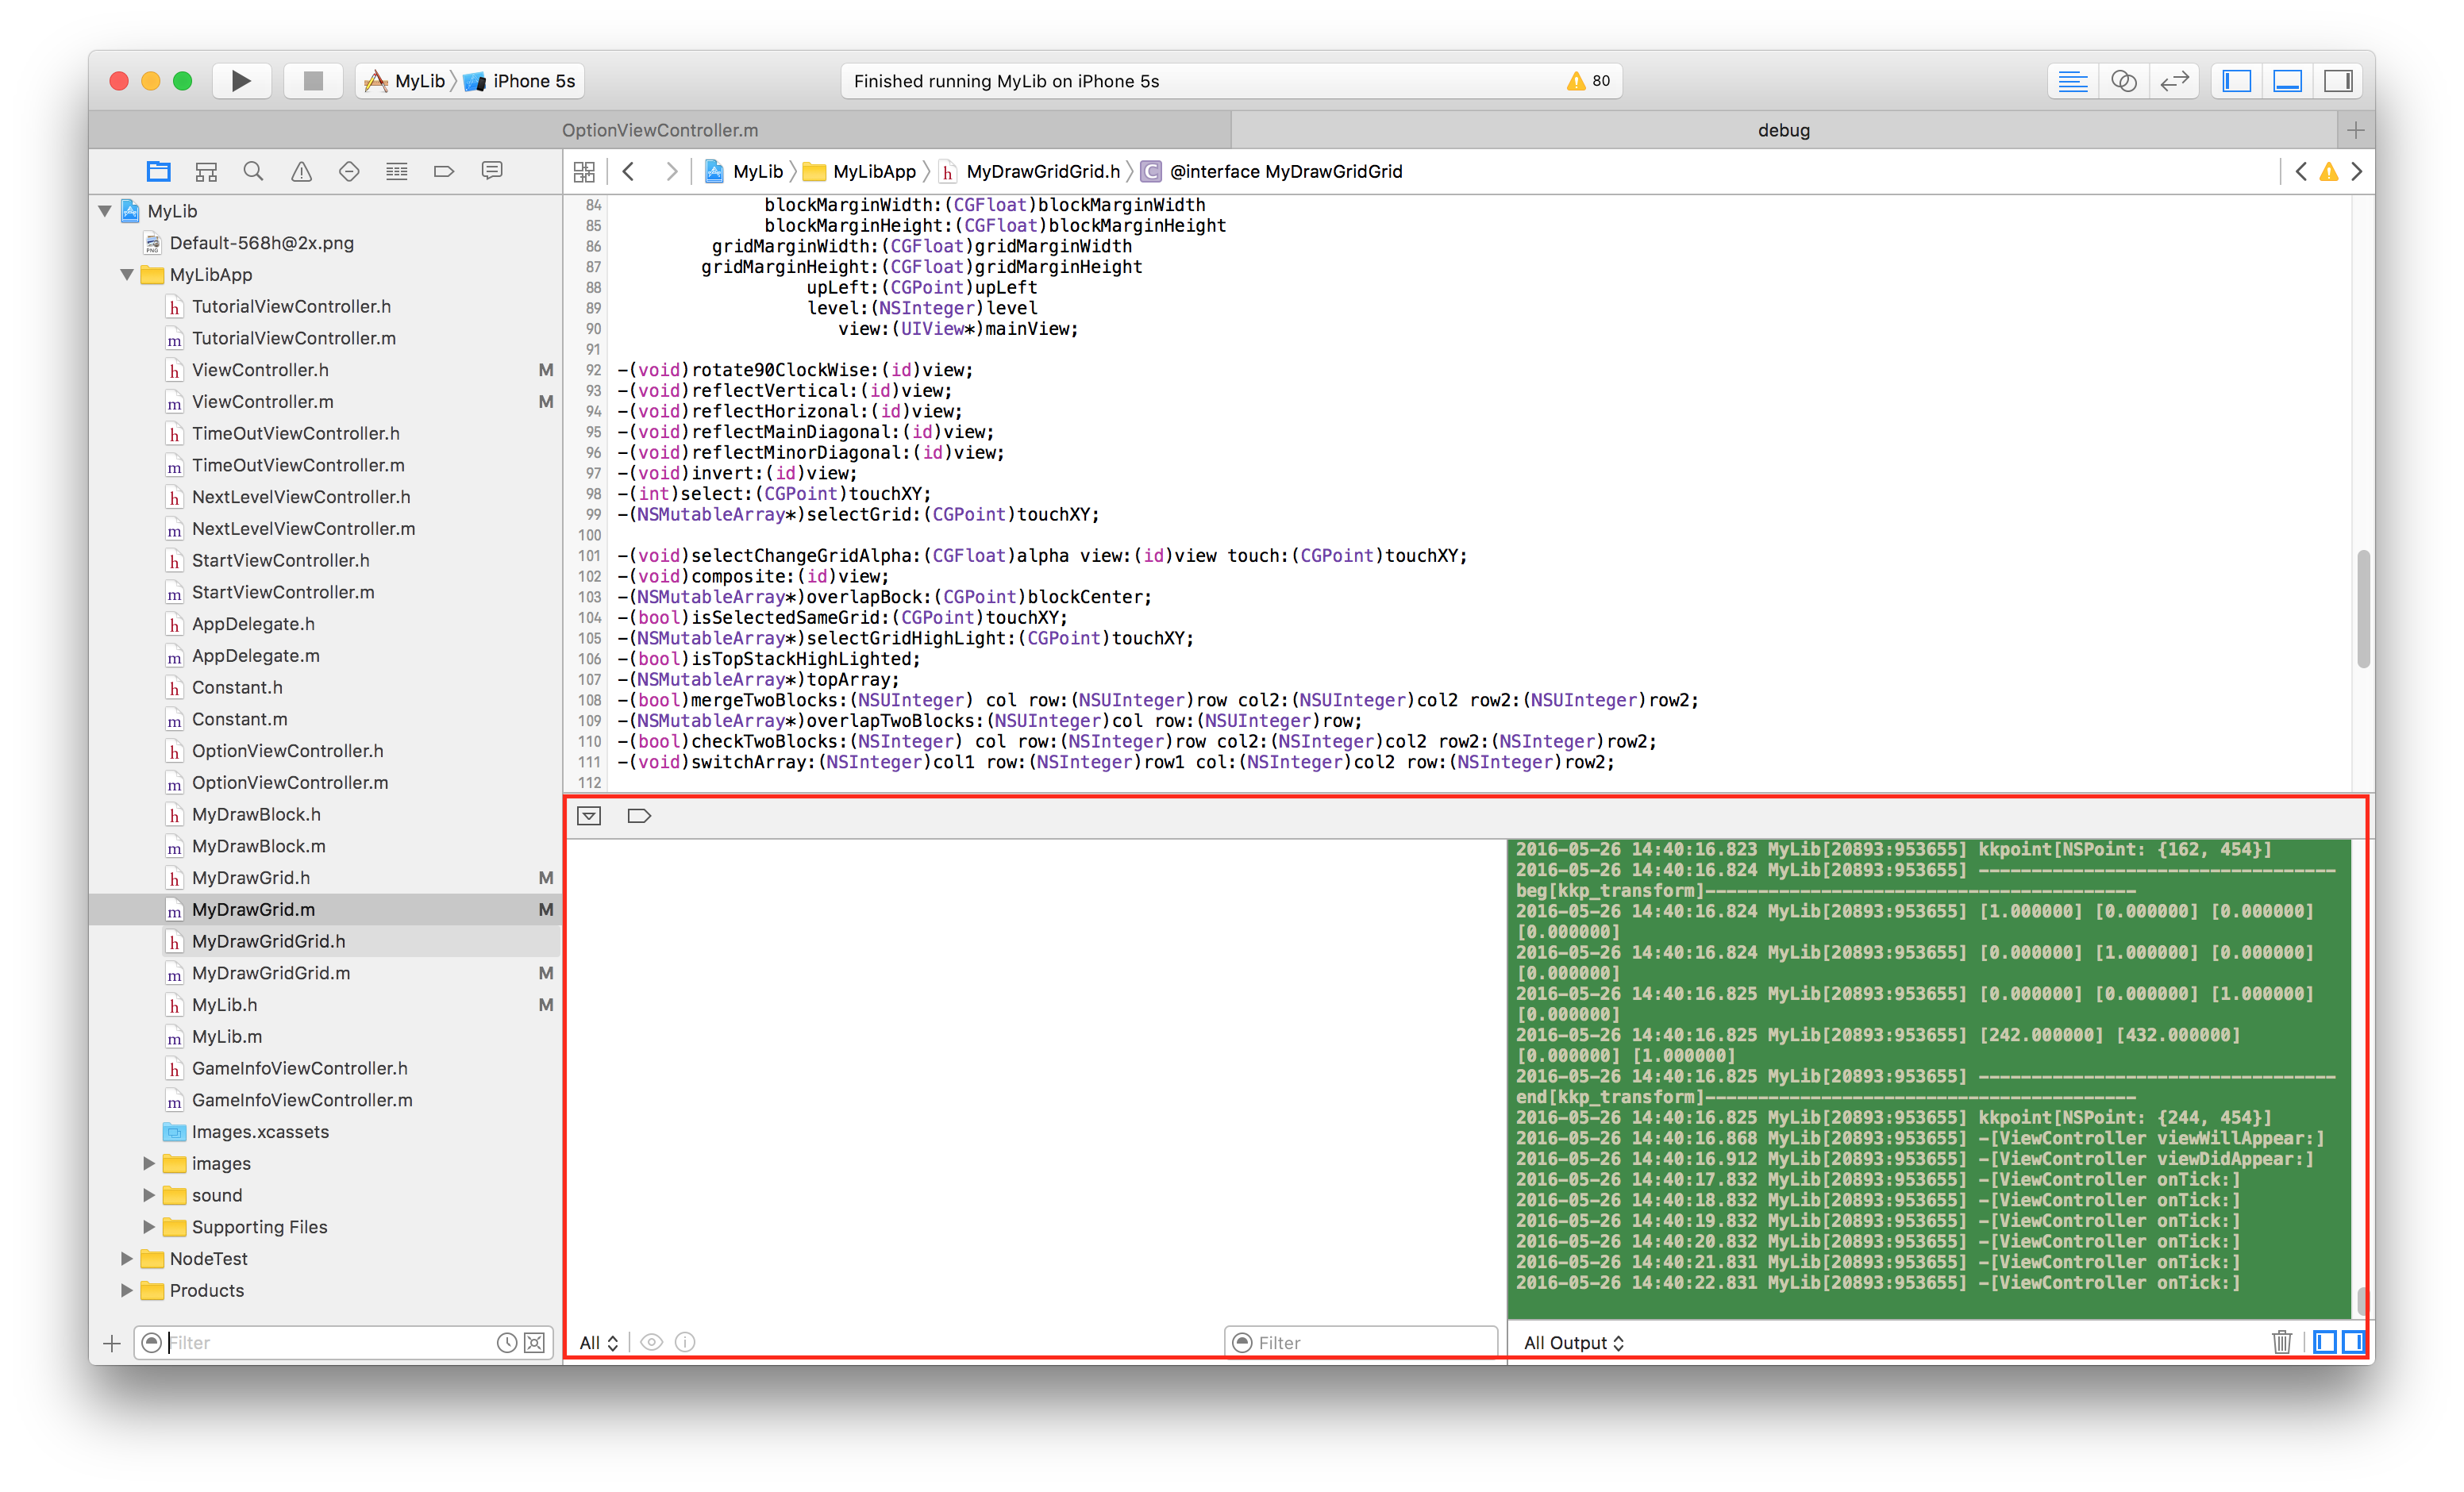 MyLib iPhone 5s
Finished running MyLib on iPhone 5s
80
OptionViewController.m
debug
MyLib MyLibApp h MyDrawGridGrid.h C @interface MyDrawGridGrid
MyLib
Default-568h@2x.png
MyLibApp
h TutorialViewController.h
m TutorialViewController.m
h ViewController.h M
m ViewController.m M
h TimeOutViewController.h
m TimeOutViewController.m
h NextLevelViewController.h
m NextLevelViewController.m
h StartViewController.h
m StartViewController.m
h AppDelegate.h
m AppDelegate.m
h Constant.h
m Constant.m
h OptionViewController.h
m OptionViewController.m
h MyDrawBlock.h
m MyDrawBlock.m
h MyDrawGrid.h M
m MyDrawGrid.m M
h MyDrawGridGrid.h
m MyDrawGridGrid.m M
h MyLib.h M
m MyLib.m
h GameInfoViewController.h
m GameInfoViewController.m
Images.xcassets
images
sound
Supporting Files
NodeTest
Products
Filter
84 blockMarginWidth:(CGFloat)blockMarginWidth
85 blockMarginHeight:(CGFloat)blockMarginHeight
86 gridMarginWidth:(CGFloat)gridMarginWidth
87 gridMarginHeight:(CGFloat)gridMarginHeight
88 upLeft:(CGPoint)upLeft
89 level:(NSInteger)level
90 view:(UIView*)mainView;
91
92 -(void)rotate90ClockWise:(id)view;
93 -(void)reflectVertical:(id)view;
94 -(void)reflectHorizonal:(id)view;
95 -(void)reflectMainDiagonal:(id)view;
96 -(void)reflectMinorDiagonal:(id)view;
97 -(void)invert:(id)view;
98 -(int)select:(CGPoint)touchXY;
99 -(NSMutableArray*)selectGrid:(CGPoint)touchXY;
100
101 -(void)selectChangeGridAlpha:(CGFloat)alpha view:(id)view touch:(CGPoint)touchXY;
102 -(void)composite:(id)view;
103 -(NSMutableArray*)overlapBock:(CGPoint)blockCenter;
104 -(bool)isSelectedSameGrid:(CGPoint)touchXY;
105 -(NSMutableArray*)selectGridHighLight:(CGPoint)touchXY;
106 -(bool)isTopStackHighLighted;
107 -(NSMutableArray*)topArray;
108 -(bool)mergeTwoBlocks:(NSUInteger) col row:(NSUInteger)row col2:(NSUInteger)col2 row2:(NSUInteger)row2;
109 -(NSMutableArray*)overlapTwoBlocks:(NSUInteger)col row:(NSUInteger)row;
110 -(bool)checkTwoBlocks:(NSInteger) col row:(NSInteger)row col2:(NSInteger)col2 row2:(NSInteger)row2;
111 -(void)switchArray:(NSInteger)col1 row:(NSInteger)row1 col:(NSInteger)col2 row:(NSInteger)row2;
112
All
Filter
2016-05-26 14:40:16.823 MyLib[20893:953655] kkpoint[NSPoint: {162, 454}]
2016-05-26 14:40:16.824 MyLib[20893:953655] ----------------------------------
beg[kkp_transform]-----------------------------------------
2016-05-26 14:40:16.824 MyLib[20893:953655] [1.000000] [0.000000] [0.000000]
[0.000000]
2016-05-26 14:40:16.824 MyLib[20893:953655] [0.000000] [1.000000] [0.000000]
[0.000000]
2016-05-26 14:40:16.825 MyLib[20893:953655] [0.000000] [0.000000] [1.000000]
[0.000000]
2016-05-26 14:40:16.825 MyLib[20893:953655] [242.000000] [432.000000]
[0.000000] [1.000000]
2016-05-26 14:40:16.825 MyLib[20893:953655] ----------------------------------
end[kkp_transform]-----------------------------------------
2016-05-26 14:40:16.825 MyLib[20893:953655] kkpoint[NSPoint: {244, 454}]
2016-05-26 14:40:16.868 MyLib[20893:953655] -[ViewController viewWillAppear:]
2016-05-26 14:40:16.912 MyLib[20893:953655] -[ViewController viewDidAppear:]
2016-05-26 14:40:17.832 MyLib[20893:953655] -[ViewController onTick:]
2016-05-26 14:40:18.832 MyLib[20893:953655] -[ViewController onTick:]
2016-05-26 14:40:19.832 MyLib[20893:953655] -[ViewController onTick:]
2016-05-26 14:40:20.832 MyLib[20893:953655] -[ViewController onTick:]
2016-05-26 14:40:21.831 MyLib[20893:953655] -[ViewController onTick:]
2016-05-26 14:40:22.831 MyLib[20893:953655] -[ViewController onTick:]
All Output